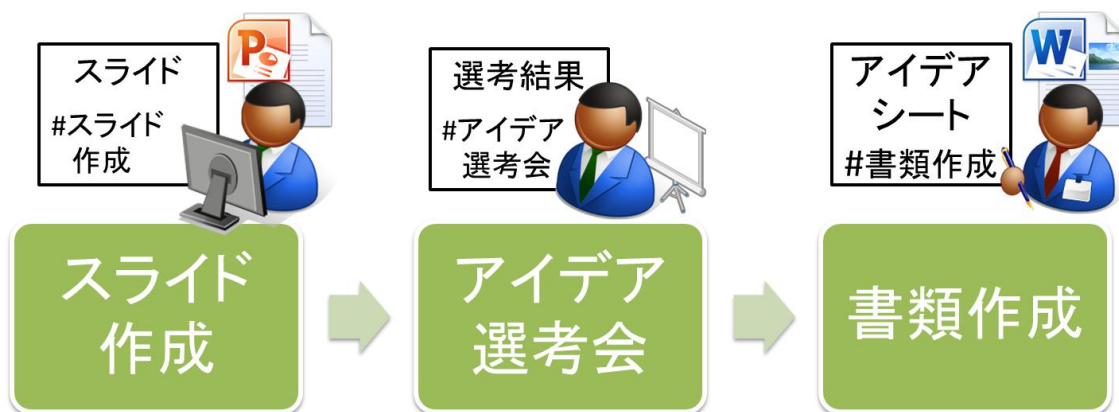 スライド
#スライド
作成
P
選考結果
#アイデア
選考会
アイデア
シート
#書類作成
W
スライド
作成
アイデア
選考会
書類作成